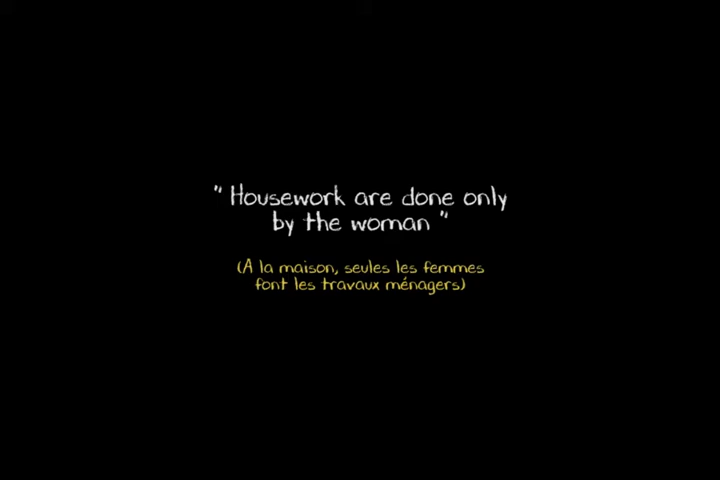 " Housework are done only
by the woman "
(A la maison, seules les femmes
font les travaux ménagers)